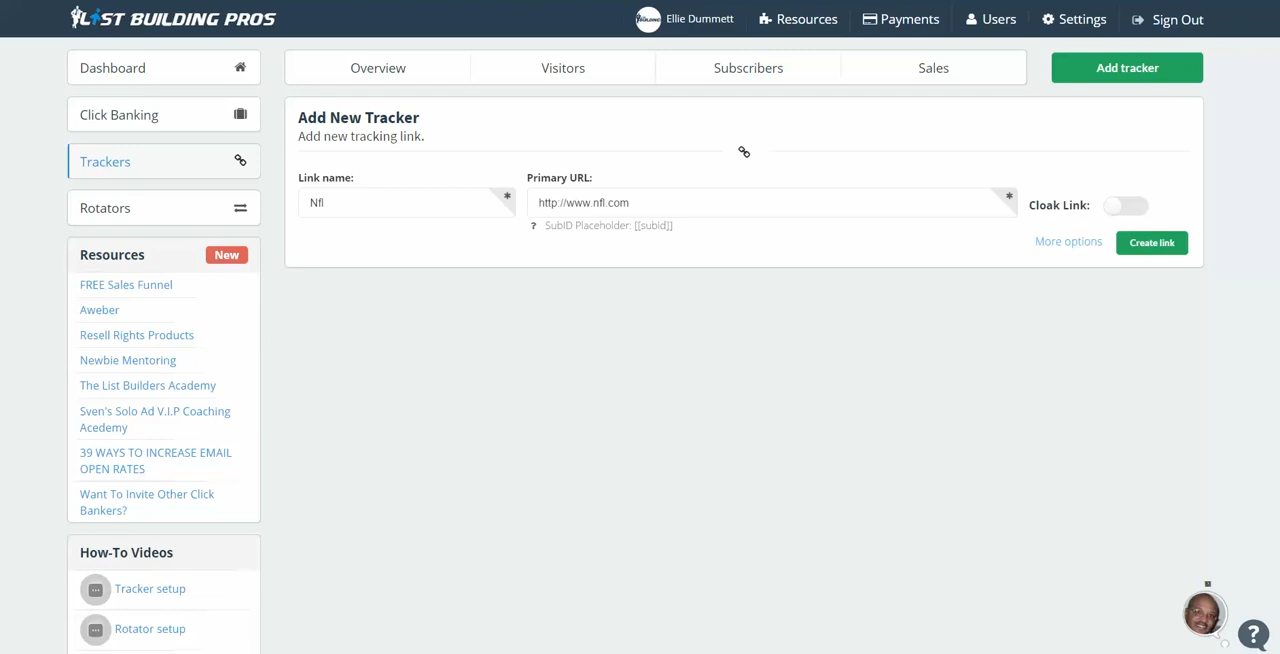 LIST BUILDING PROS
Ellie Dummett
Resources
Payments
Users
Settings
Sign Out
Dashboard
Click Banking
Trackers
Rotators
Resources New
FREE Sales Funnel
Aweber
Resell Rights Products
Newbie Mentoring
The List Builders Academy
Sven's Solo Ad V.I.P Coaching
Acedemy
39 WAYS TO INCREASE EMAIL
OPEN RATES
Want To Invite Other Click
Bankers?
How-To Videos
Tracker setup
Rotator setup
Overview
Visitors
Subscribers
Sales
Add tracker
Add New Tracker
Add new tracking link.
Link name:
Nfl
*
Primary URL:
http://www.nfl.com
*
? SubID Placeholder: [[subid]]
Cloak Link:
More options
Create link
?